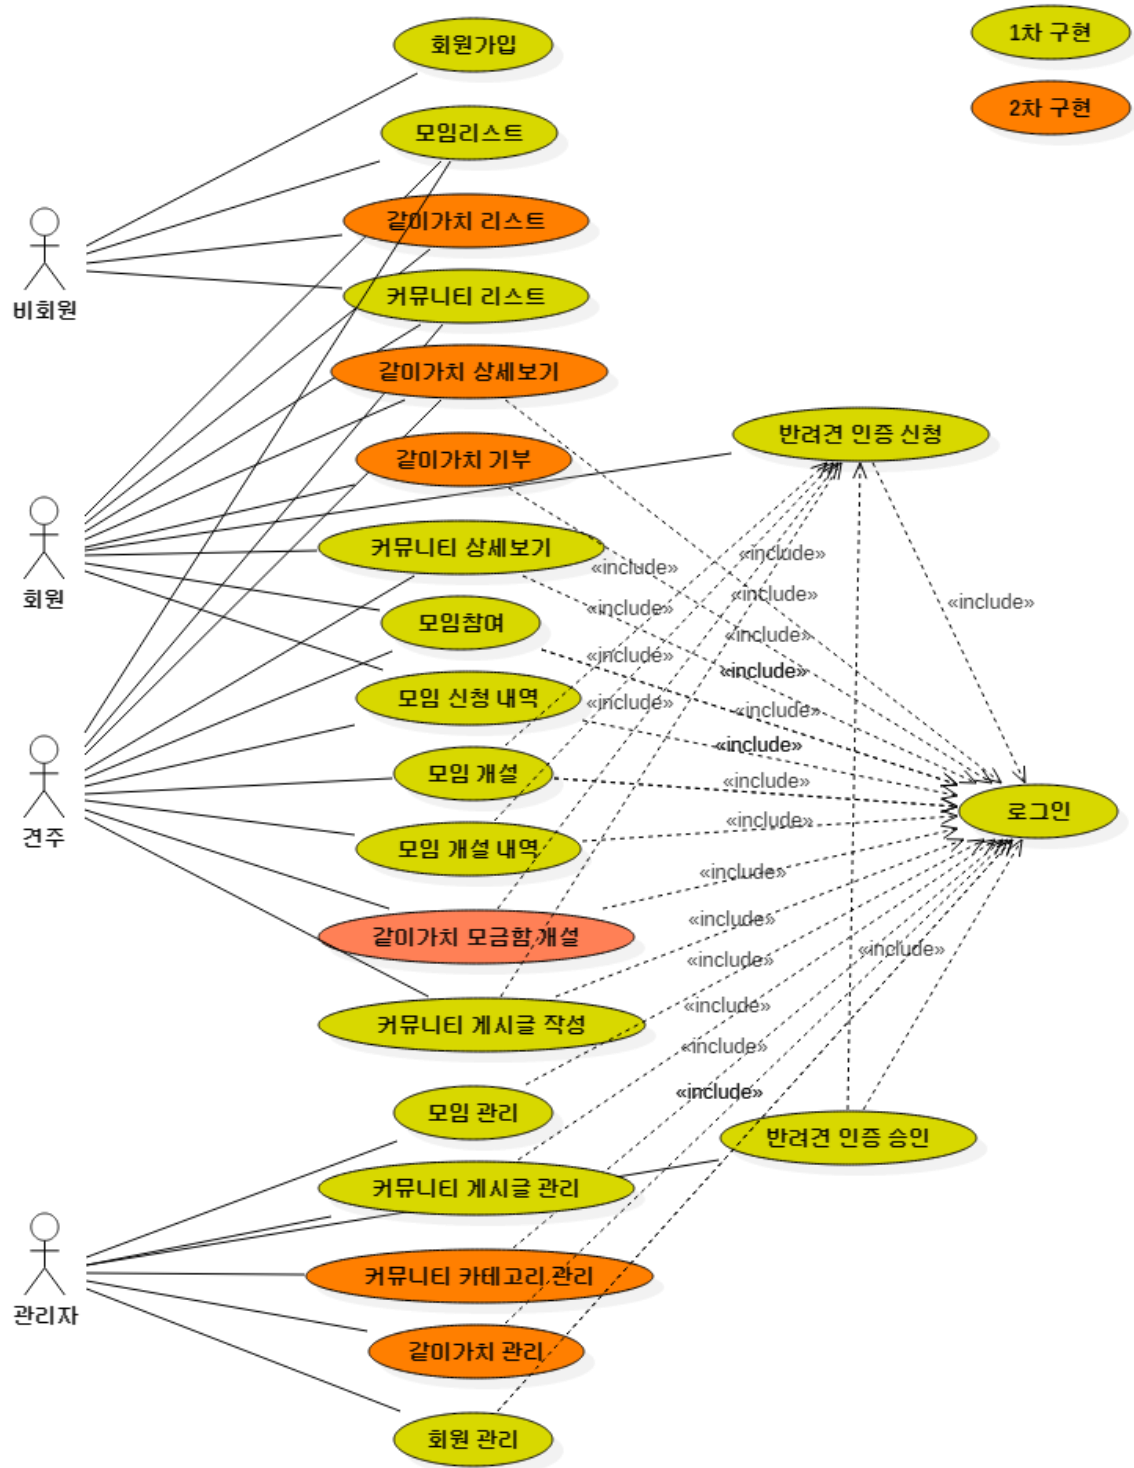 회원가입
1차 구현
모임리스트
2차 구현
같이가치 리스트
비회원
커뮤니티 리스트
같이가치 상세보기
반려견 인증 신청
같이가치 기부
회원
커뮤니티 상세보기
«include»
«include»
«include»
«include»
«include»
모임참여
«include»
«include»
«include»
모임 신청 내역
«include»
«include»
«include»
견주
모임 개설
«include»
로그인
모임 개설 내역
«include»
«include»
같이가치 모금함 개설
«include»
«include»
«include»
커뮤니티 게시글 작성
«include»
«include»
모임 관리
«include»
반려견 인증 승인
커뮤니티 게시글 관리
관리자
커뮤니티 카테고리 관리
같이가치 관리
회원 관리